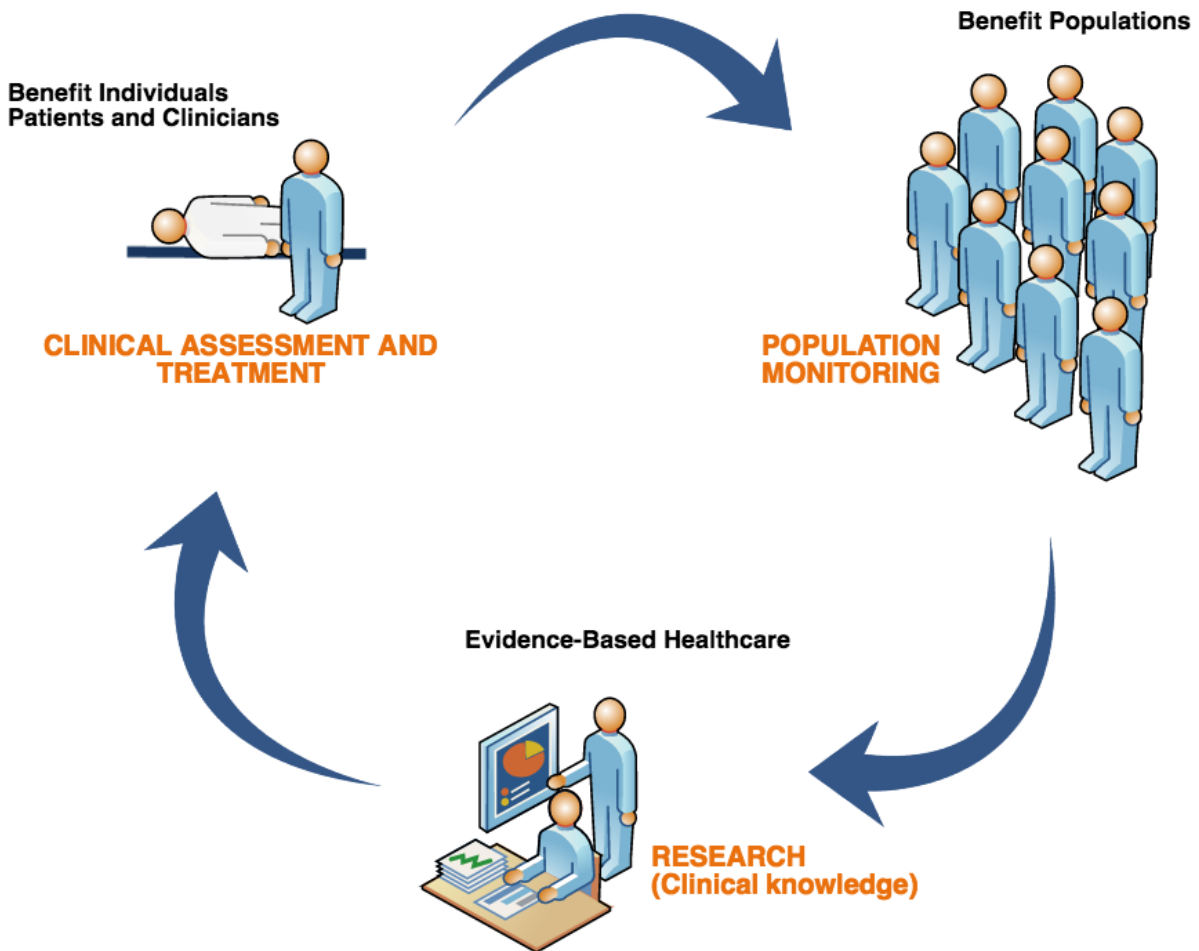 Benefit Populations
Benefit Individuals
Patients and Clinicians
CLINICAL ASSESSMENT AND
TREATMENT
POPULATION
MONITORING
Evidence-Based Healthcare
RESEARCH
(Clinical knowledge)